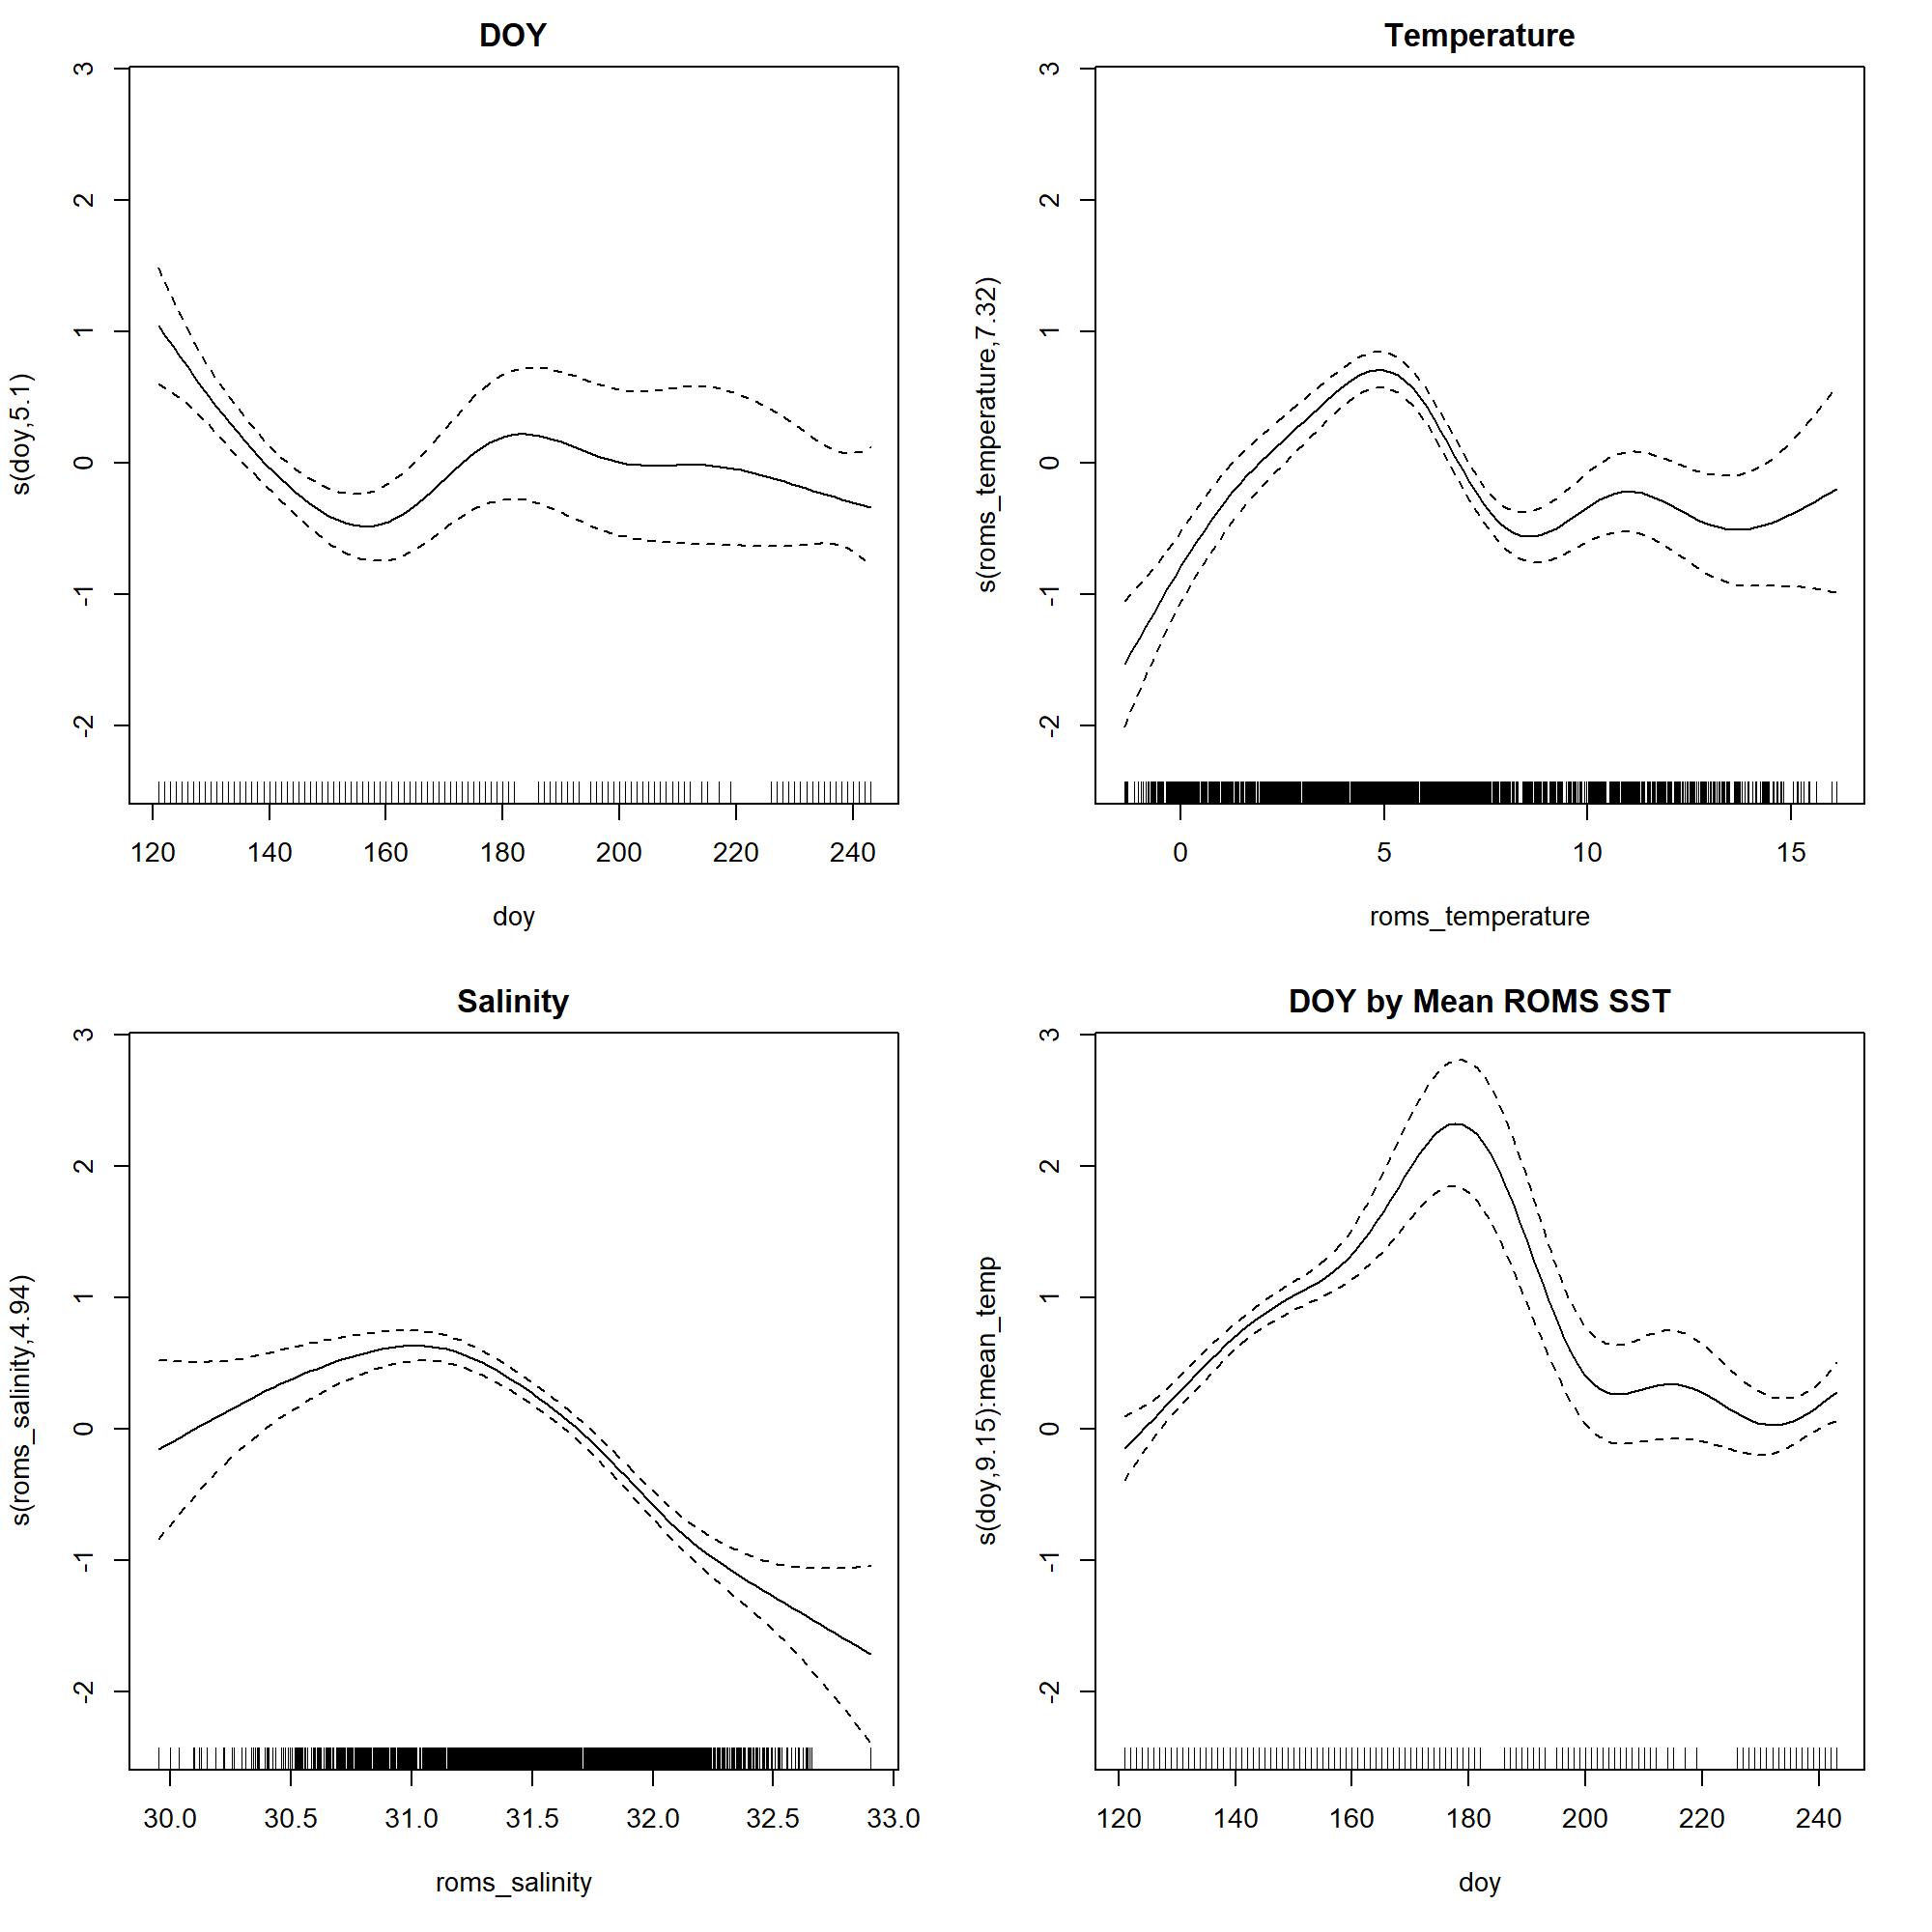 DOY
3
2
1
0
-1
-2
s(doy,5.1)
120 140 160 180 200 220 240
doy
Temperature
3
2
1
0
-1
-2
s(roms_temperature,7.32)
0 5 10 15
roms_temperature
Salinity
3
2
1
0
-1
-2
s(roms_salinity,4.94)
30.0 30.5 31.0 31.5 32.0 32.5 33.0
roms_salinity
DOY by Mean ROMS SST
3
2
1
0
-1
-2
s(doy,9.15):mean_temp
120 140 160 180 200 220 240
doy